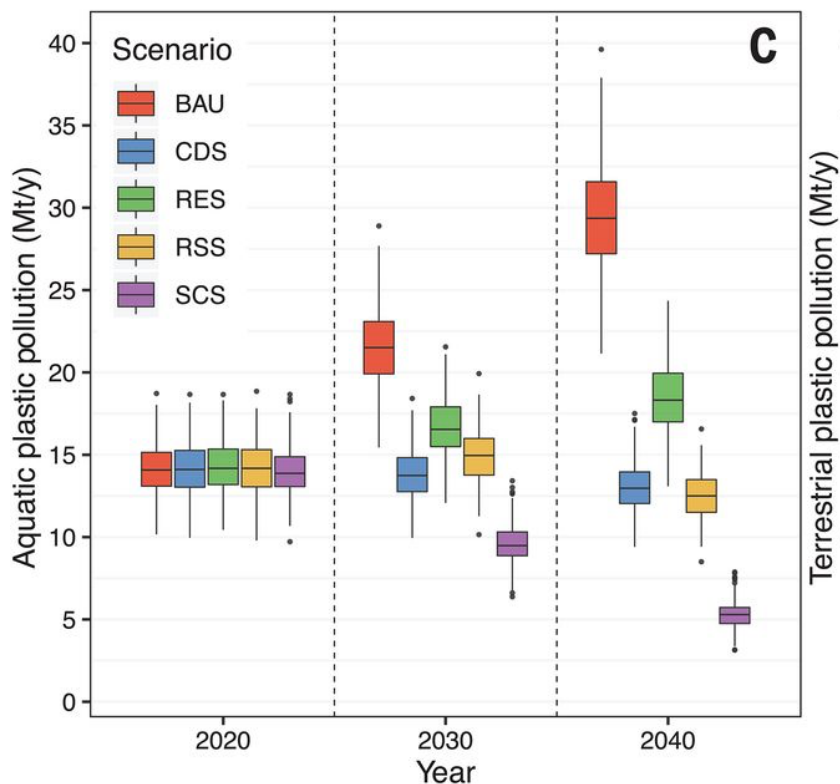 C
Scenario
BAU
CDS
RES
RSS
SCS
Aquatic plastic pollution (Mt/y)
40
35
30
25
20
15
10
5
0
2020
2030
2040
Year
Terrestrial plastic pollution (Mt/y)